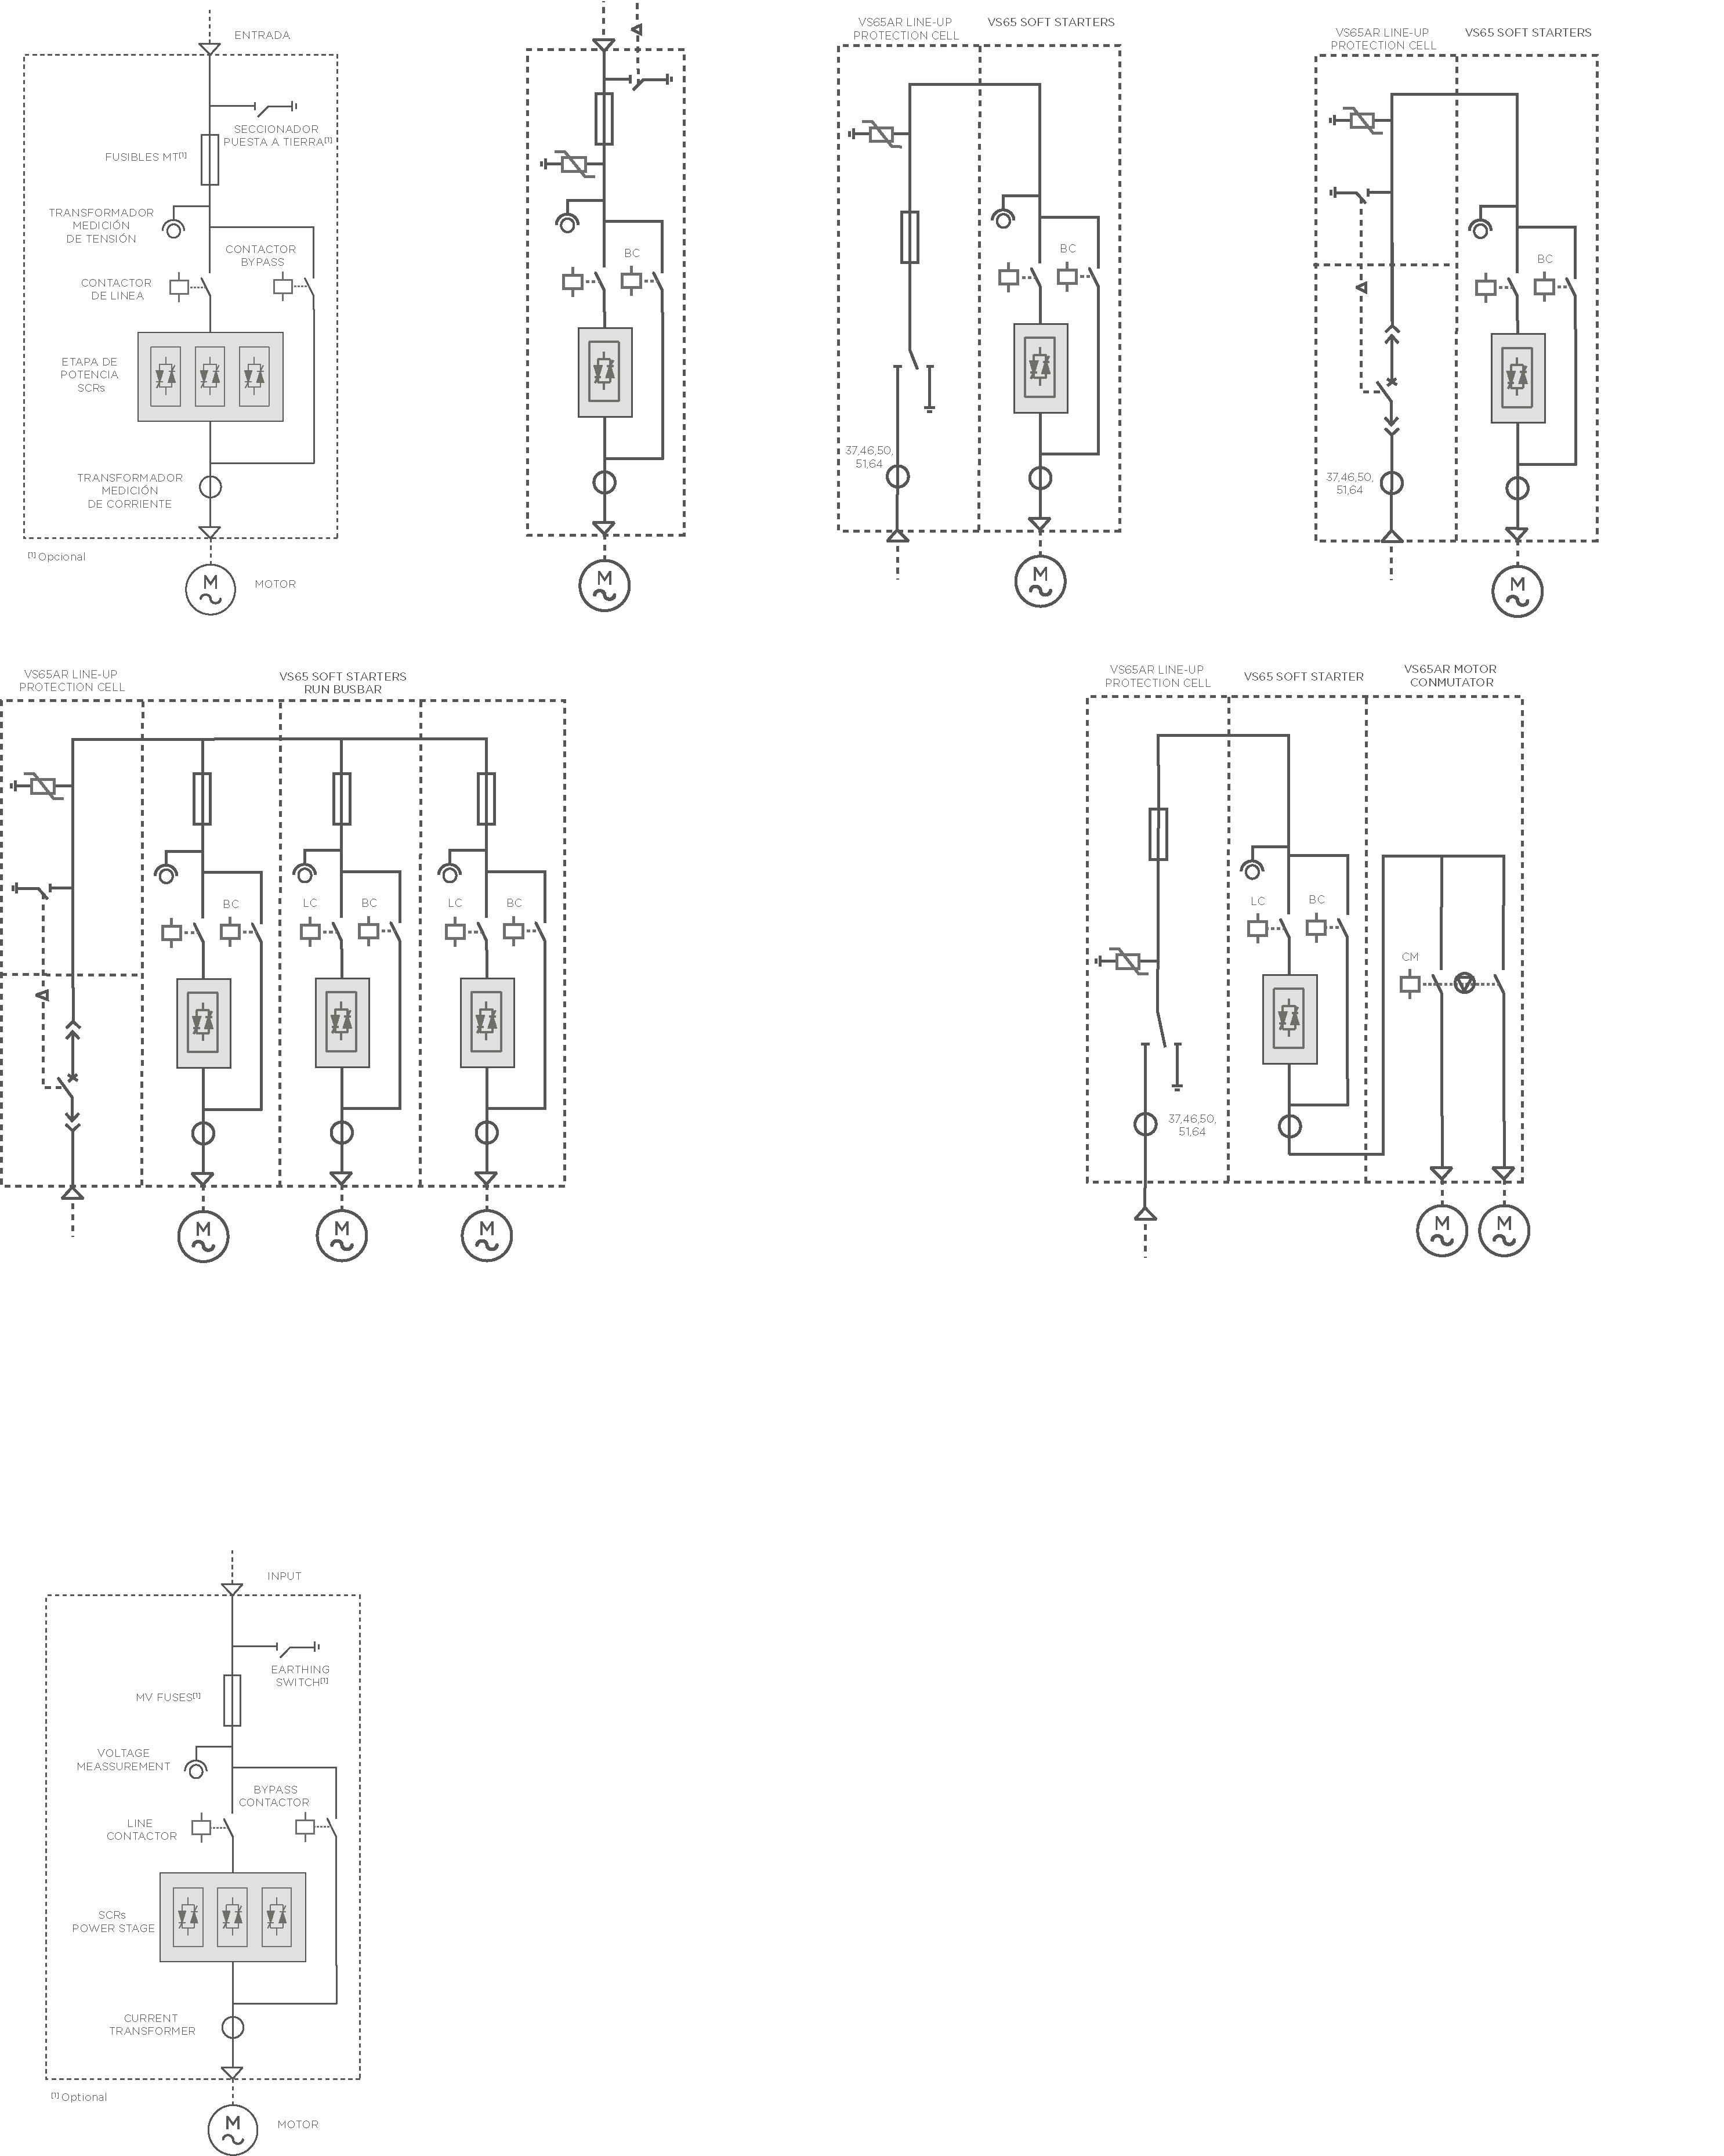 ENTRADA
SECCIONADOR
PUESTA A TIERRA[1]
FUSIBLES MT[1]
TRANSFORMADOR
MEDICIÓN
DE TENSIÓN
CONTACTOR
BYPASS
CONTACTOR
DE LINEA
ETAPA DE
POTENCIA
SCRs
TRANSFORMADOR
MEDICIÓN
DE CORRIENTE
[1] Opcional
M
MOTOR
BC
M
VS65AR LINE-UP
PROTECTION CELL
VS65 SOFT STARTERS
BC
37,46,50,
51,64
M
VS65AR LINE-UP
PROTECTION CELL
VS65 SOFT STARTERS
BC
37,46,50,
51,64
M
VS65AR LINE-UP
PROTECTION CELL
VS65 SOFT STARTERS
RUN BUSBAR
BC
LC
BC
LC
BC
M
M
M
VS65AR LINE-UP
PROTECTION CELL
VS65 SOFT STARTER
VS65AR MOTOR
CONMUTATOR
LC
BC
CM
37,46,50,
51,64
M
M
INPUT
EARTHING
SWITCH[1]
MV FUSES[1]
VOLTAGE
MEASSUREMENT
BYPASS
CONTACTOR
LINE
CONTACTOR
SCRs
POWER STAGE
CURRENT
TRANSFORMER
[1] Optional
M
MOTOR